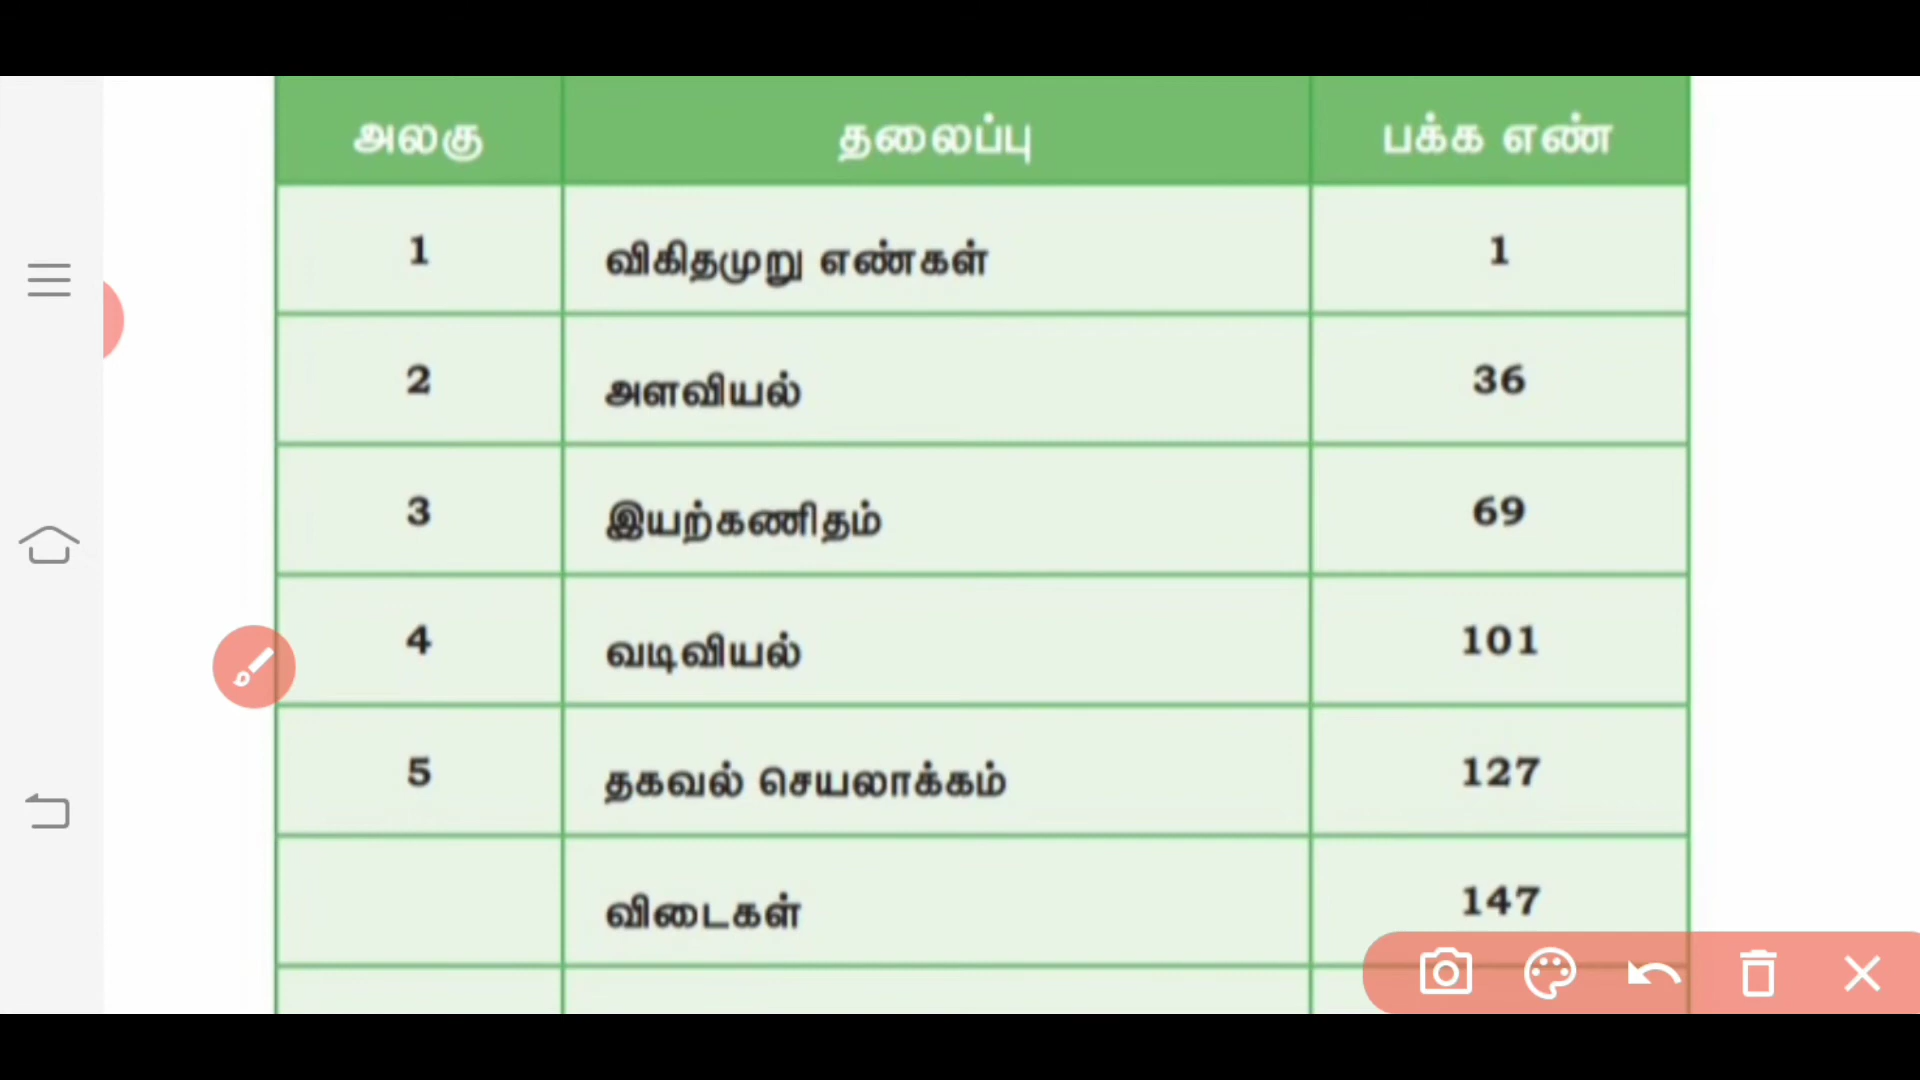 அலகு தலைப்பு பக்க எண்
1 விகிதமுறு எண்கள் 1
2 அளவியல் 36
3 இயற்கணிதம் 69
4 வடிவியல் 101
5 தகவல் செயலாக்கம் 127
விடைகள் 147